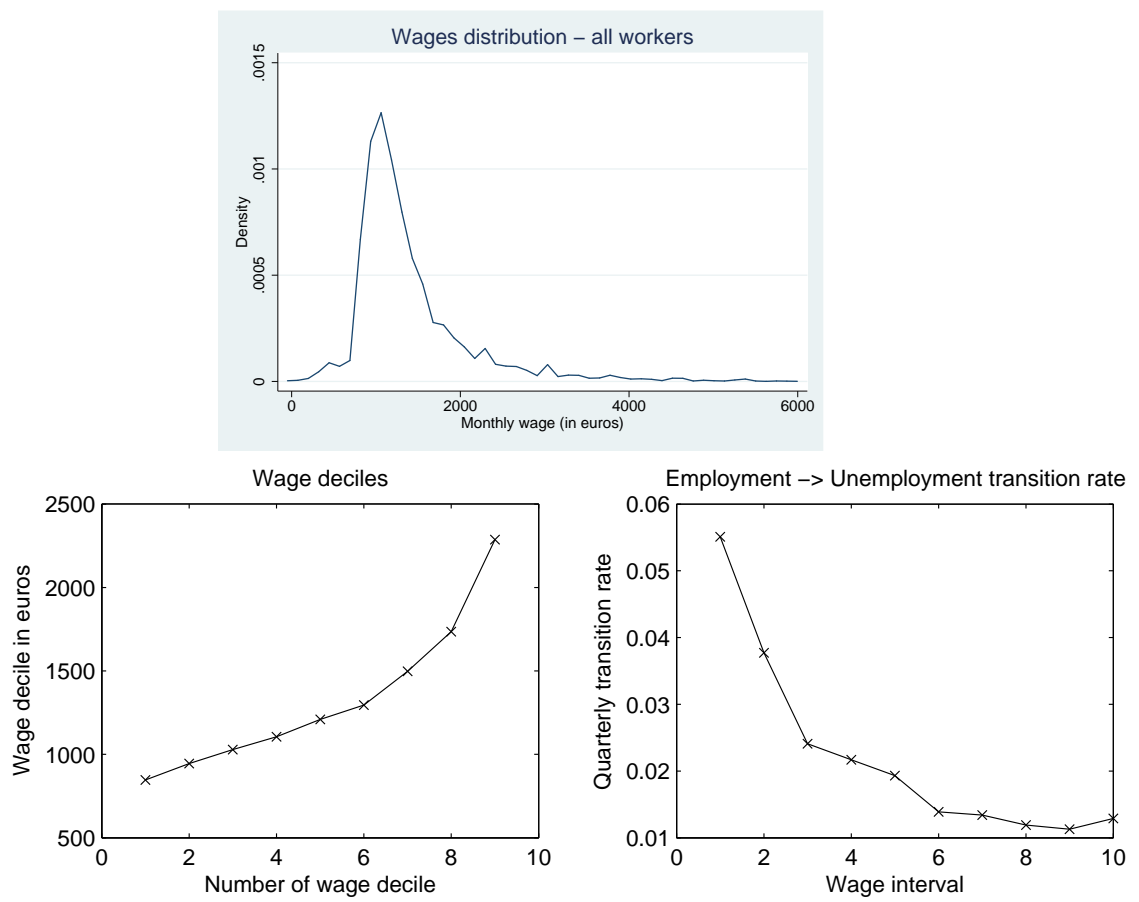 Wages distribution – all workers
.0015
.001
.0005
0
Density
0 2000 4000 6000
Monthly wage (in euros)
Wage deciles
2500
2000
1500
1000
500
Wage decile in euros
0 2 4 6 8 10
Number of wage decile
Employment −> Unemployment transition rate
0.06
0.05
0.04
0.03
0.02
0.01
Quarterly transition rate
0 2 4 6 8 10
Wage interval